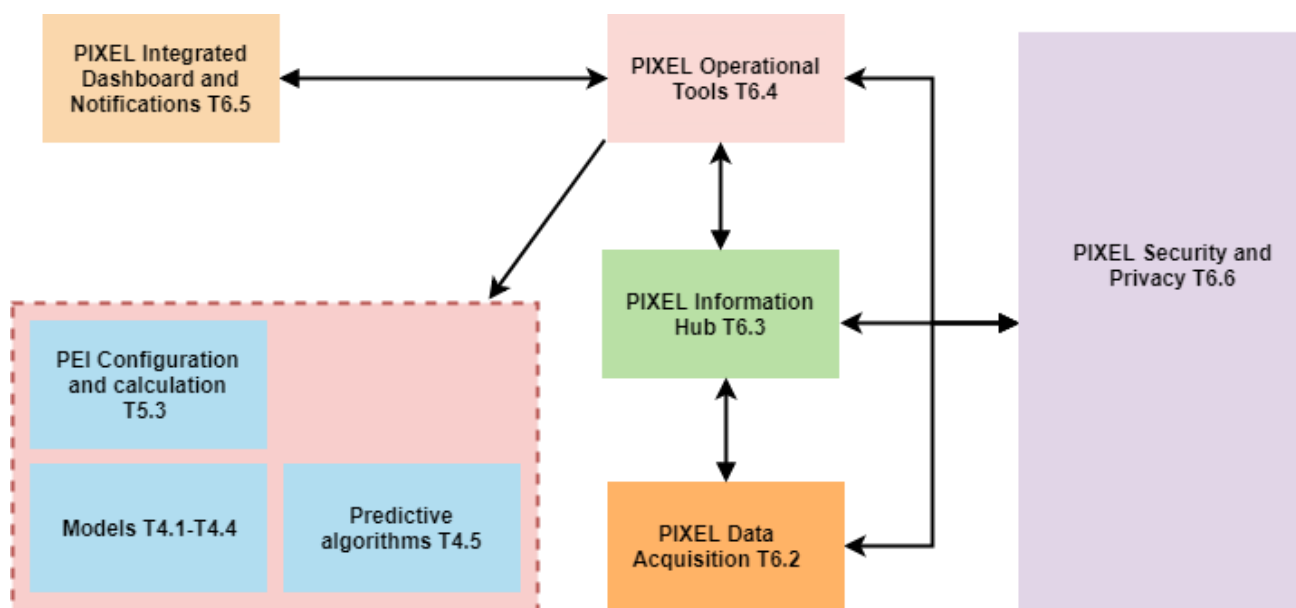 PIXEL Integrated
Dashboard and
Notifications T6.5
PIXEL Operational
Tools T6.4
PIXEL Security and
Privacy T6.6
PIXEL Information
Hub T6.3
PEI Configuration
and calculation
T5.3
Models T4.1-T4.4
Predictive
algorithms T4.5
PIXEL Data
Acquisition T6.2